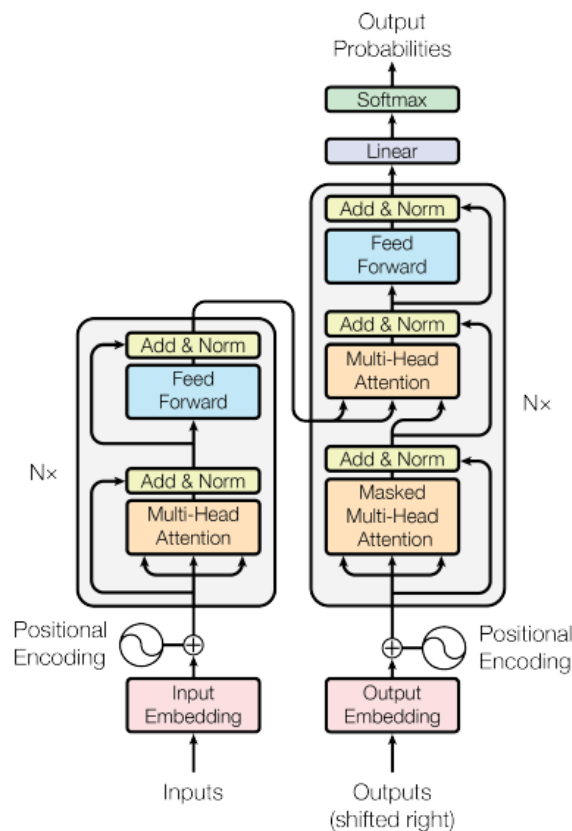 Output
Probabilities
Softmax
Linear
Add & Norm
Feed
Forward
Add & Norm
Multi-Head
Attention
Add & Norm
Masked
Multi-Head
Attention
Nx
Add & Norm
Feed
Forward
Add & Norm
Multi-Head
Attention
Nx
Positional
Encoding
Positional
Encoding
Input
Embedding
Output
Embedding
Inputs
Outputs
(shifted right)